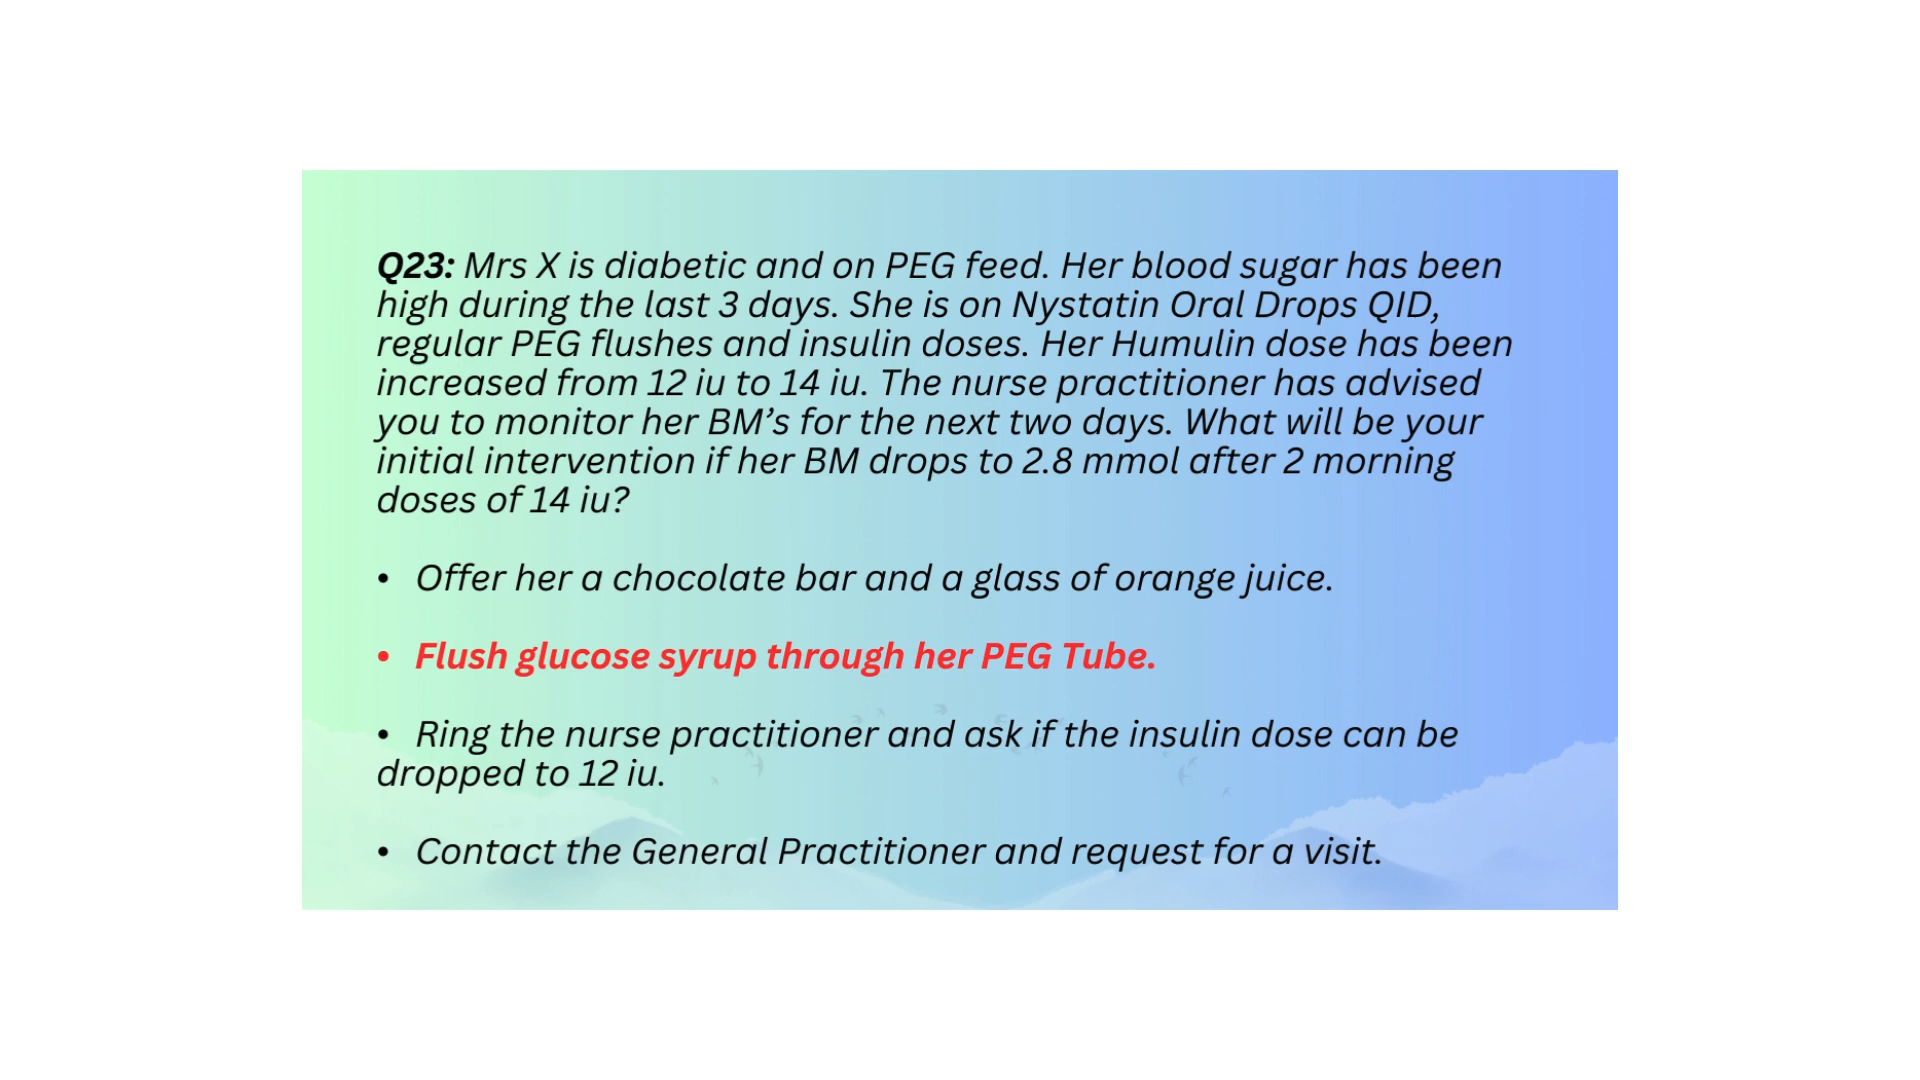 Q23: Mrs X is diabetic and on PEG feed. Her blood sugar has been
high during the last 3 days. She is on Nystatin Oral Drops QID,
regular PEG flushes and insulin doses. Her Humulin dose has been
increased from 12 iu to 14 iu. The nurse practitioner has advised
you to monitor her BM’s for the next two days. What will be your
initial intervention if her BM drops to 2.8 mmol after 2 morning
doses of 14 iu?
• Offer her a chocolate bar and a glass of orange juice.
• Flush glucose syrup through her PEG Tube.
• Ring the nurse practitioner and ask if the insulin dose can be
dropped to 12 iu.
• Contact the General Practitioner and request for a visit.